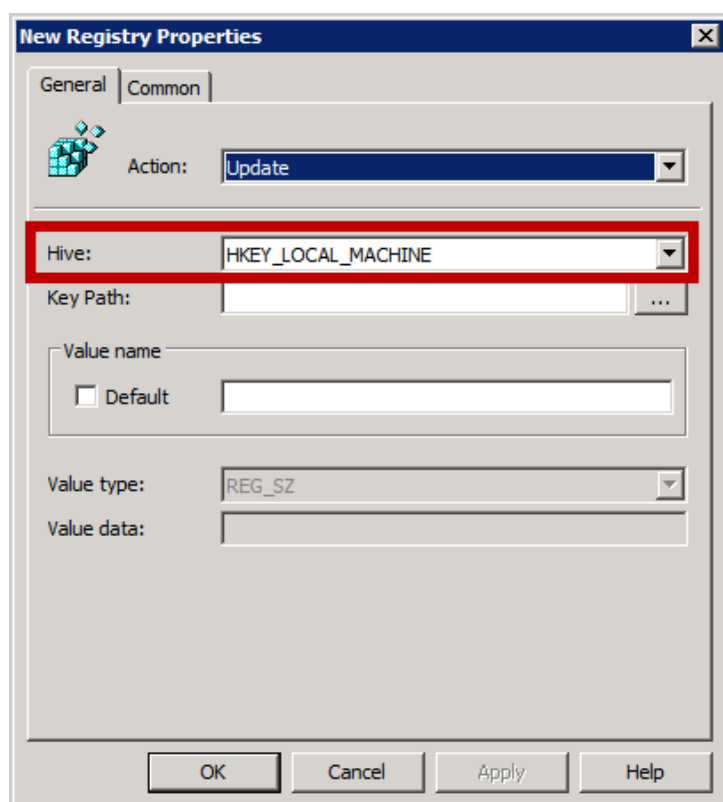 New Registry Properties
General Common
Action: Update
Hive: HKEY_LOCAL_MACHINE
Key Path: ...
Value name
Default
Value type: REG_SZ
Value data:
OK Cancel Apply Help